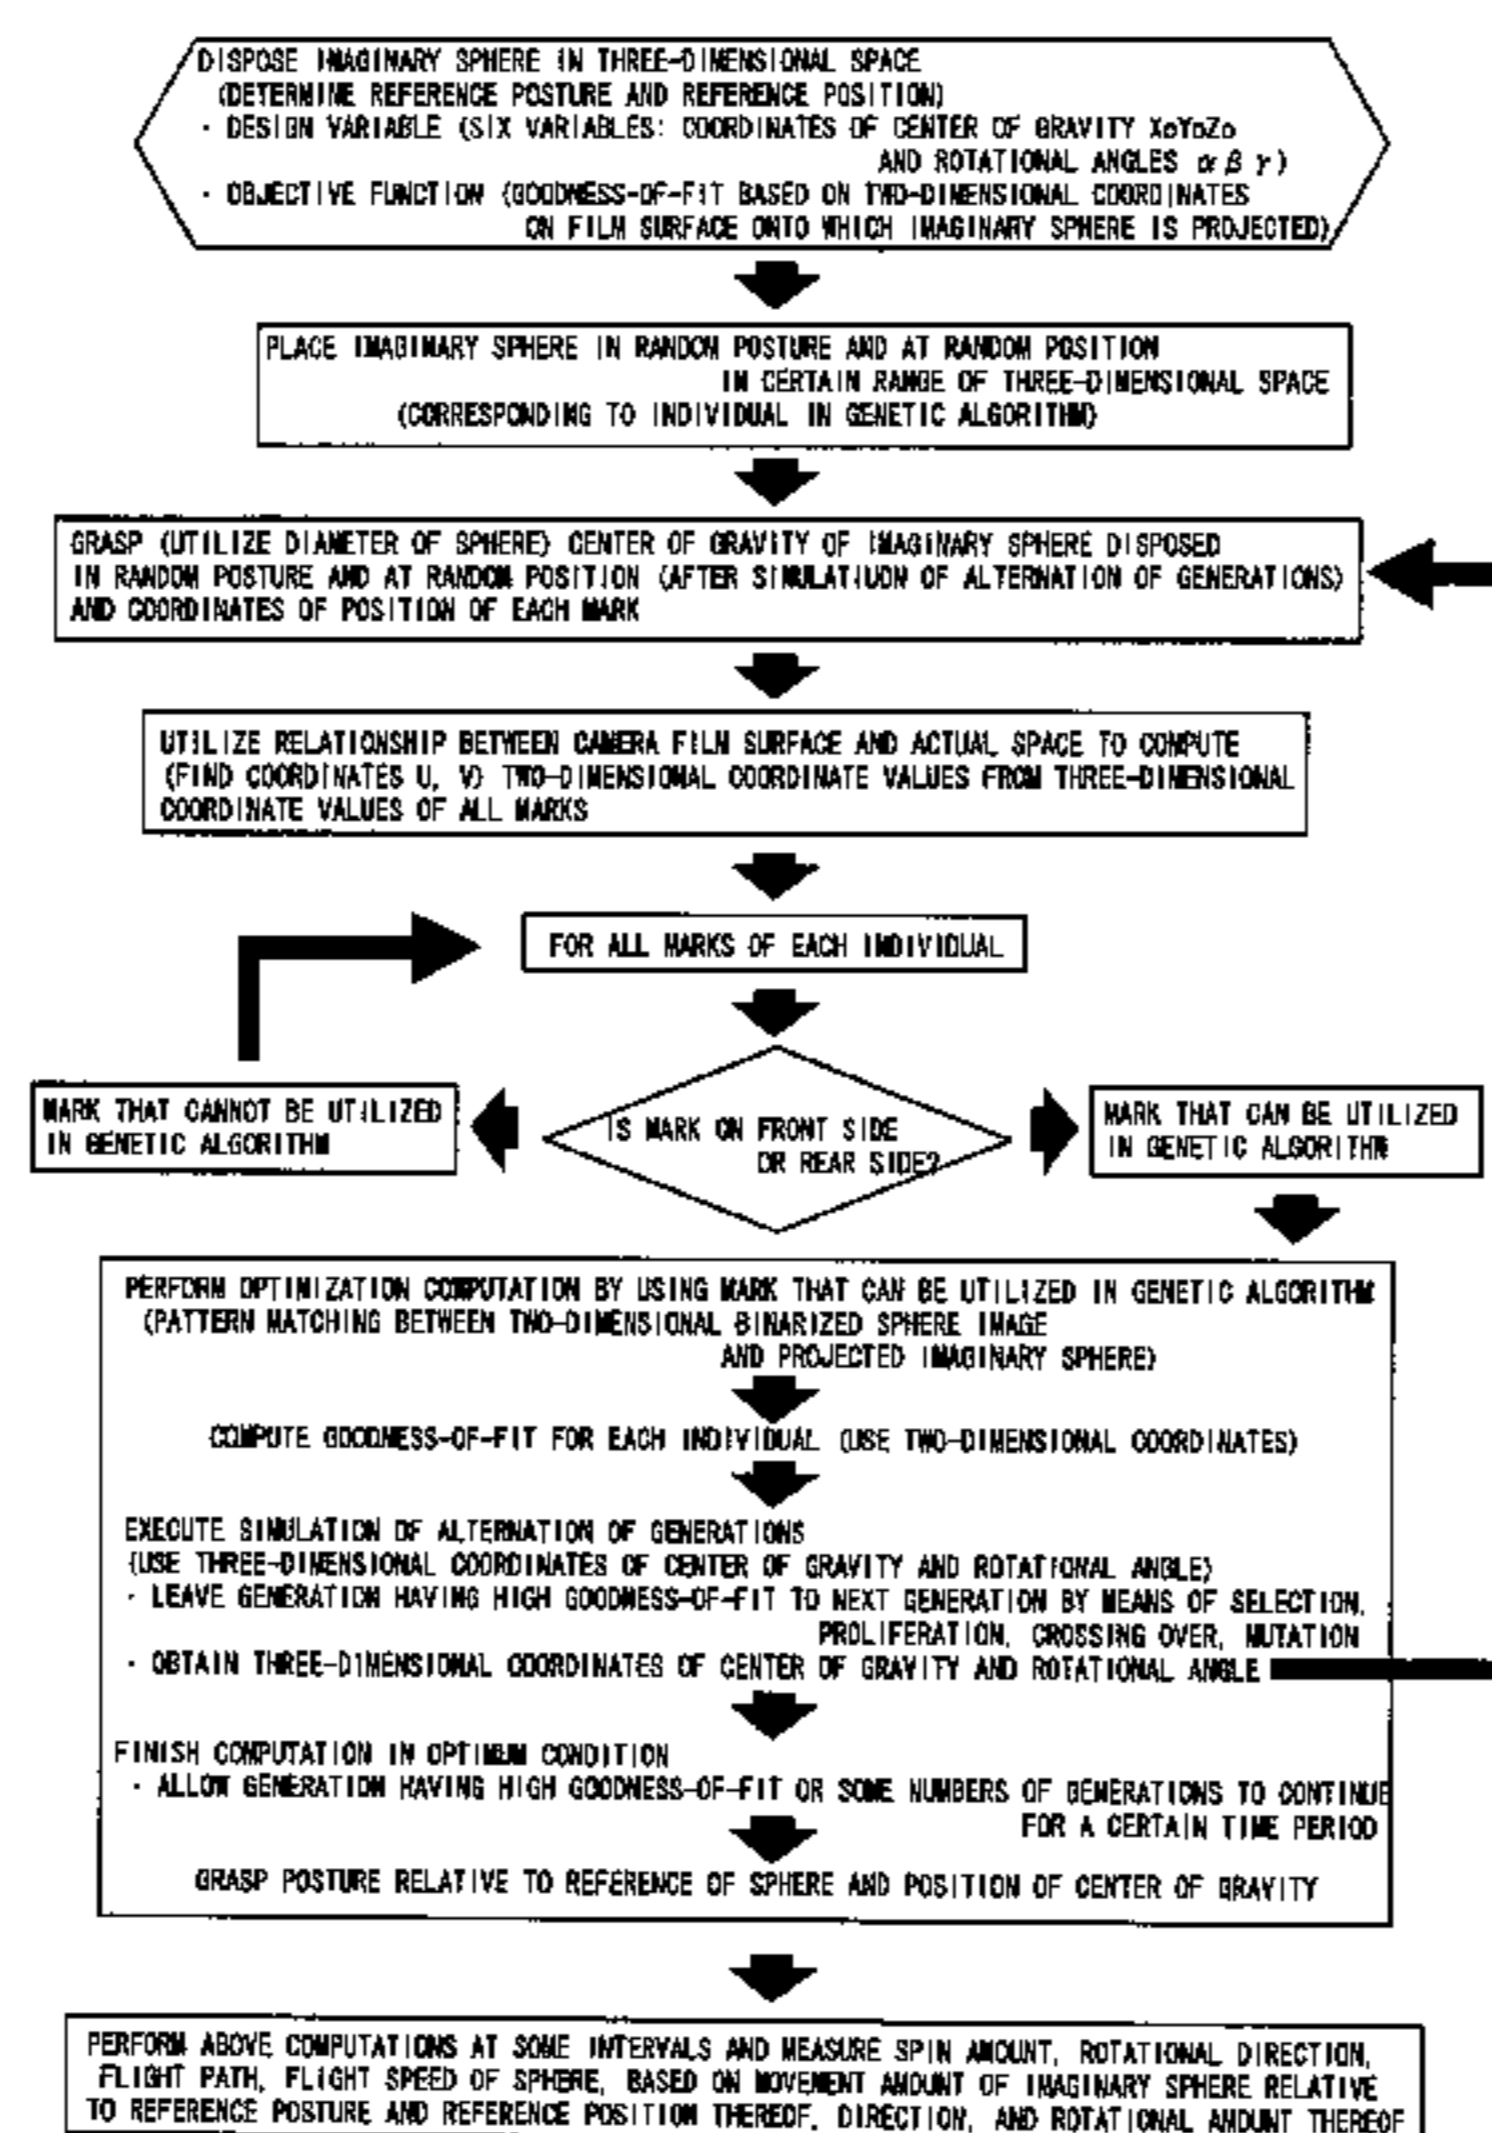 DISPOSE IMAGINARY SPHERE IN THREE-DIMENSIONAL SPACE
(DETERMINE REFERENCE POSTURE AND REFERENCE POSITION)
· DESIGN VARIABLE (SIX VARIABLES: COORDINATES OF CENTER OF GRAVITY XoYoZo
AND ROTATIONAL ANGLES α β γ)
· OBJECTIVE FUNCTION (GOODNESS-OF-FIT BASED ON TWO-DIMENSIONAL COORDINATES
ON FILM SURFACE ONTO WHICH IMAGINARY SPHERE IS PROJECTED)
PLACE IMAGINARY SPHERE IN RANDOM POSTURE AND AT RANDOM POSITION
IN CERTAIN RANGE OF THREE-DIMENSIONAL SPACE
(CORRESPONDING TO INDIVIDUAL IN GENETIC ALGORITHM)
GRASP (UTILIZE DIAMETER OF SPHERE) CENTER OF GRAVITY OF IMAGINARY SPHERE DISPOSED
IN RANDOM POSTURE AND AT RANDOM POSITION (AFTER SIMULATIUON OF ALTERNATION OF GENERATIONS)
AND COORDINATES OF POSITION OF EACH MARK
UTILIZE RELATIONSHIP BETWEEN CAMERA FILM SURFACE AND ACTUAL SPACE TO COMPUTE
(FIND COORDINATES U, V) TWO-DIMENSIONAL COORDINATE VALUES FROM THREE-DIMENSIONAL
COORDINATE VALUES OF ALL MARKS
FOR ALL MARKS OF EACH INDIVIDUAL
MARK THAT CANNOT BE UTILIZED
IN GENETIC ALGORITHM
IS MARK ON FRONT SIDE
OR REAR SIDE?
MARK THAT CAN BE UTILIZED
IN GENETIC ALGORITHM
PERFORM OPTIMIZATION COMPUTATION BY USING MARK THAT CAN BE UTILIZED IN GENETIC ALGORITHM
(PATTERN MATCHING BETWEEN TWO-DIMENSIONAL BINARIZED SPHERE IMAGE
AND PROJECTED IMAGINARY SPHERE)
COMPUTE GOODNESS-OF-FIT FOR EACH INDIVIDUAL (USE TWO-DIMENSIONAL COORDINATES)
EXECUTE SIMULATION OF ALTERNATION OF GENERATIONS
(USE THREE-DIMENSIONAL COORDINATES OF CENTER OF GRAVITY AND ROTATIONAL ANGLE)
· LEAVE GENERATION HAVING HIGH GOODNESS-OF-FIT TO NEXT GENERATION BY MEANS OF SELECTION,
PROLIFERATION, CROSSING OVER, MUTATION
· OBTAIN THREE-DIMENSIONAL COORDINATES OF CENTER OF GRAVITY AND ROTATIONAL ANGLE
FINISH COMPUTATION IN OPTIMUM CONDITION
· ALLOW GENERATION HAVING HIGH GOODNESS-OF-FIT OR SOME NUMBERS OF GENERATIONS TO CONTINUE
FOR A CERTAIN TIME PERIOD
GRASP POSTURE RELATIVE TO REFERENCE OF SPHERE AND POSITION OF CENTER OF GRAVITY
PERFORM ABOVE COMPUTATIONS AT SOME INTERVALS AND MEASURE SPIN AMOUNT, ROTATIONAL DIRECTION,
FLIGHT PATH, FLIGHT SPEED OF SPHERE, BASED ON MOVEMENT AMOUNT OF IMAGINARY SPHERE RELATIVE
TO REFERENCE POSTURE AND REFERENCE POSITION THEREOF, DIRECTION, AND ROTATIONAL AMOUNT THEREOF